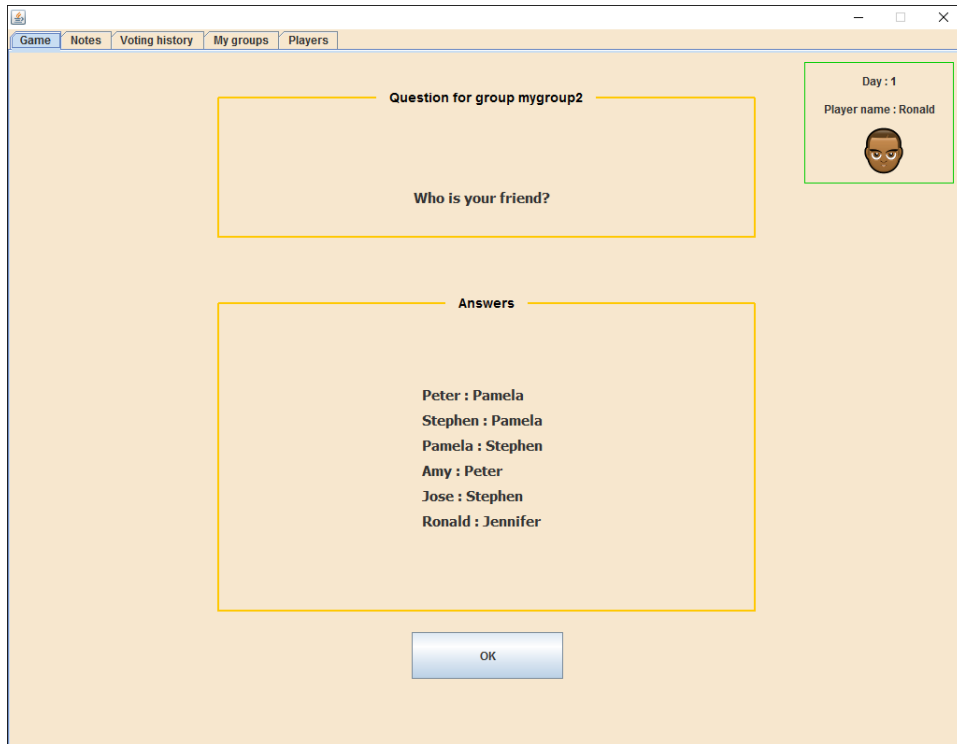 Game Notes Voting history My groups Players
Day : 1
Player name : Ronald
Question for group mygroup2
Who is your friend?
Answers
Peter : Pamela
Stephen : Pamela
Pamela : Stephen
Amy : Peter
Jose : Stephen
Ronald : Jennifer
OK